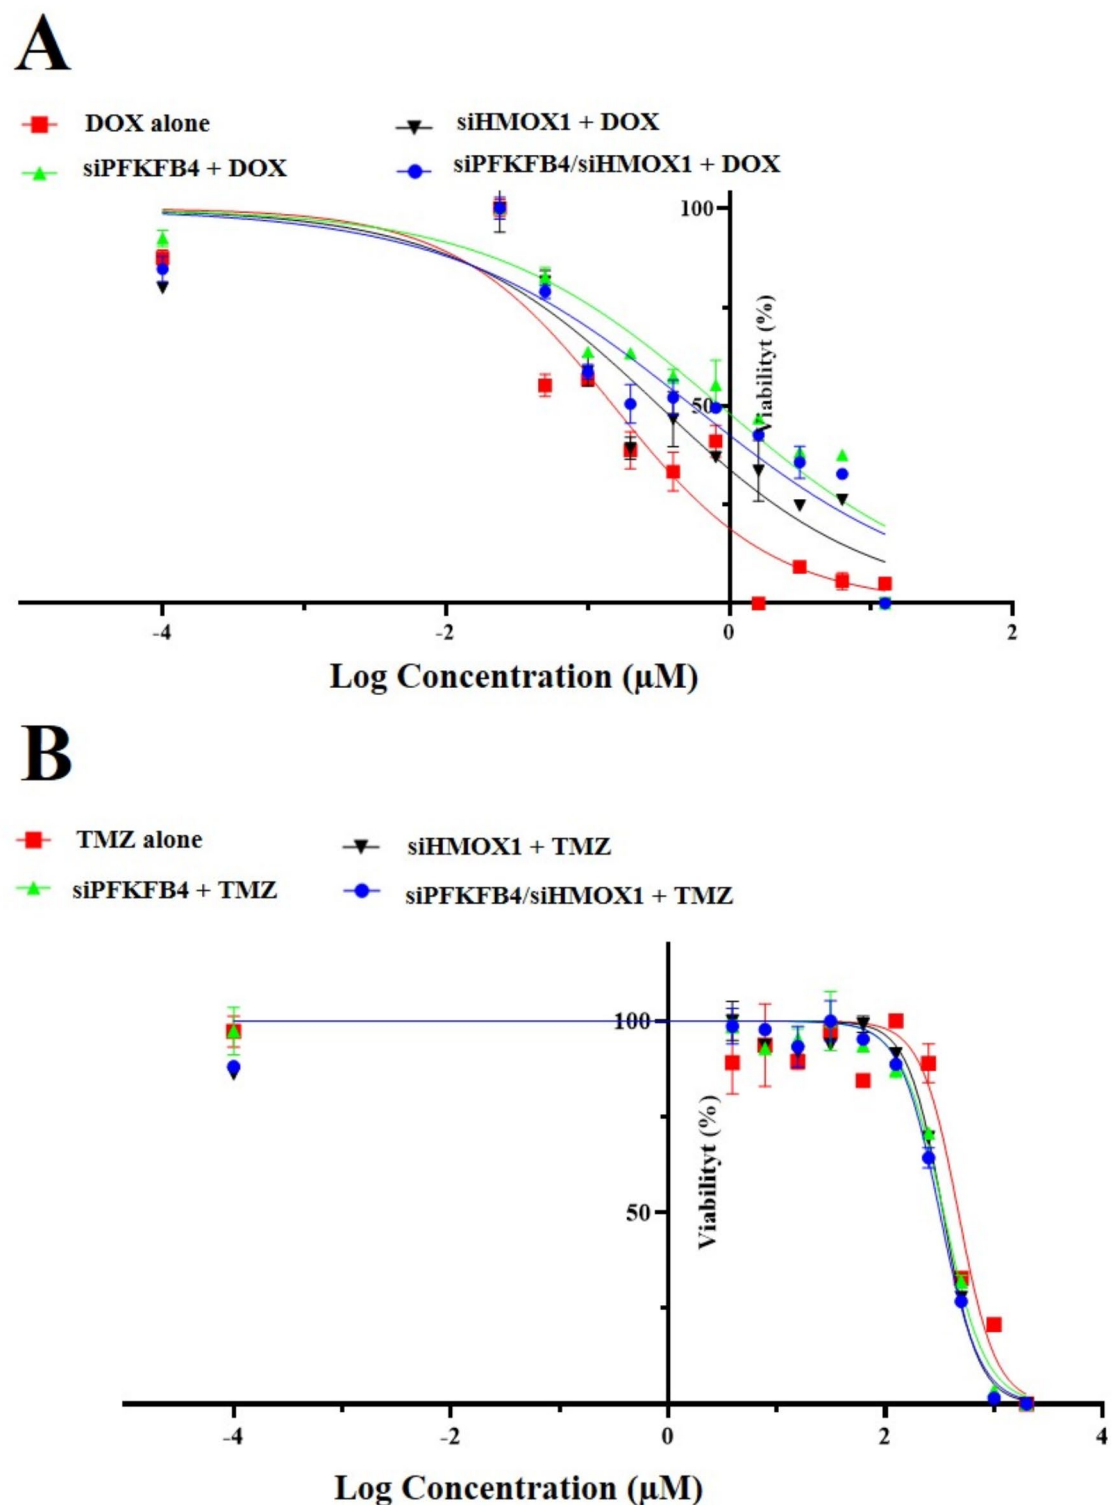 A
DOX alone
siHMOX1 + DOX
siPFKFB4 + DOX
siPFKFB4/siHMOX1 + DOX
100
50
Viabilityt (%)
-4
-2
0
2
Log Concentration (μM)
B
TMZ alone
siHMOX1 + TMZ
siPFKFB4 + TMZ
siPFKFB4/siHMOX1 + TMZ
100
50
Viabilityt (%)
-4
-2
0
2
4
Log Concentration (μM)